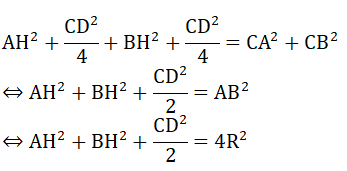 AH² + CD²/4 + BH² + CD²/4 = CA² + CB²
⇔ AH² + BH² + CD²/2 = AB²
⇔ AH² + BH² + CD²/2 = 4R²